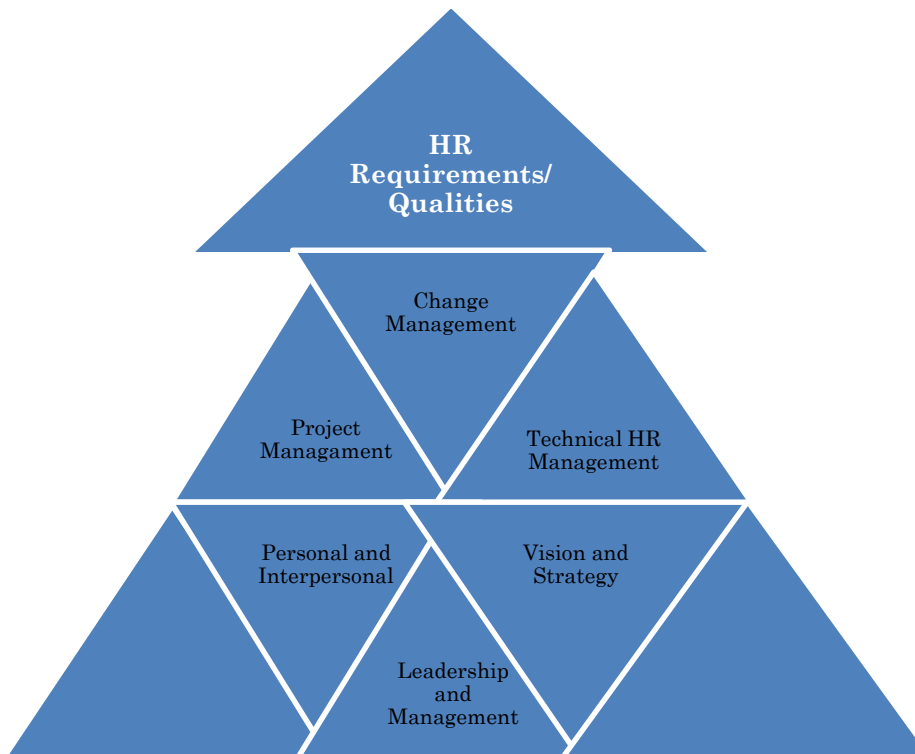 HR
Requirements/
Qualities
Change
Management
Project
Managament
Technical HR
Management
Personal and
Interpersonal
Vision and
Strategy
Leadership
and
Management